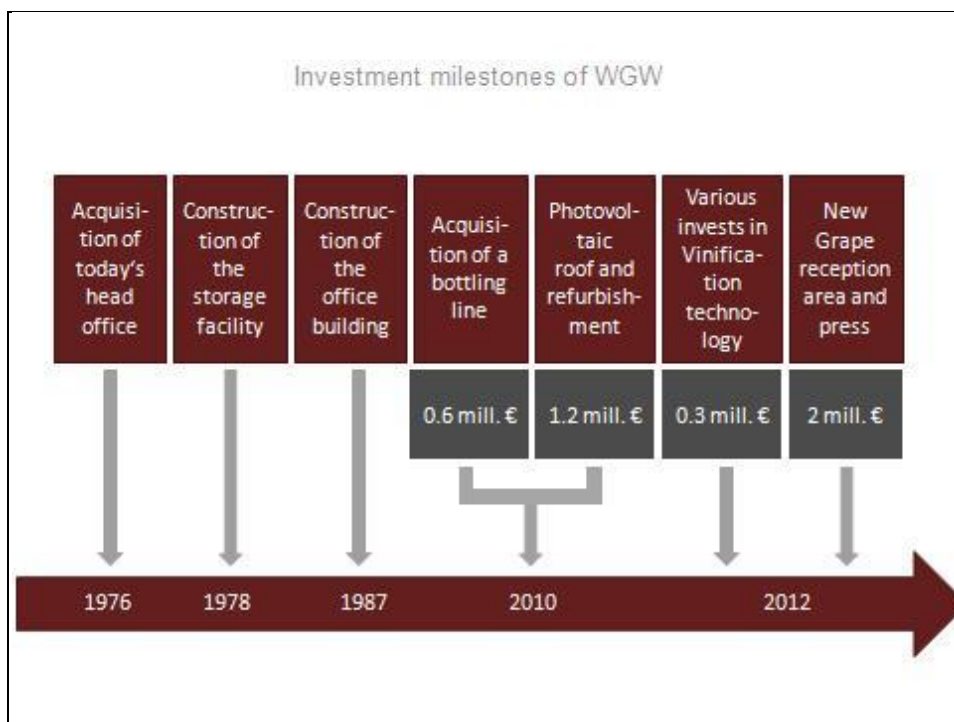 Investment milestones of WGW
Acquisi-
tion of
today's
head
office
Construc-
tion of
the
storage
facility
Construc-
tion of
the
office
building
Acquisi-
tion of a
bottling
line
Photovol-
taic
roof and
refurbish-
ment
Various
invests in
Vinifica-
tion
techno-
logy
New
Grape
reception
area and
press
0.6 mill. €
1.2 mill. €
0.3 mill. €
2 mill. €
1976
1978
1987
2010
2012